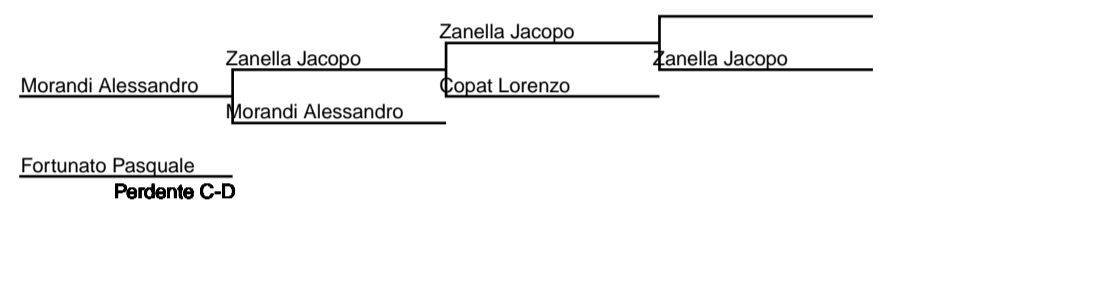 Zanella Jacopo
Zanella Jacopo
Zanella Jacopo
Morandi Alessandro
Copat Lorenzo
Morandi Alessandro
Fortunato Pasquale
Perdente C-D